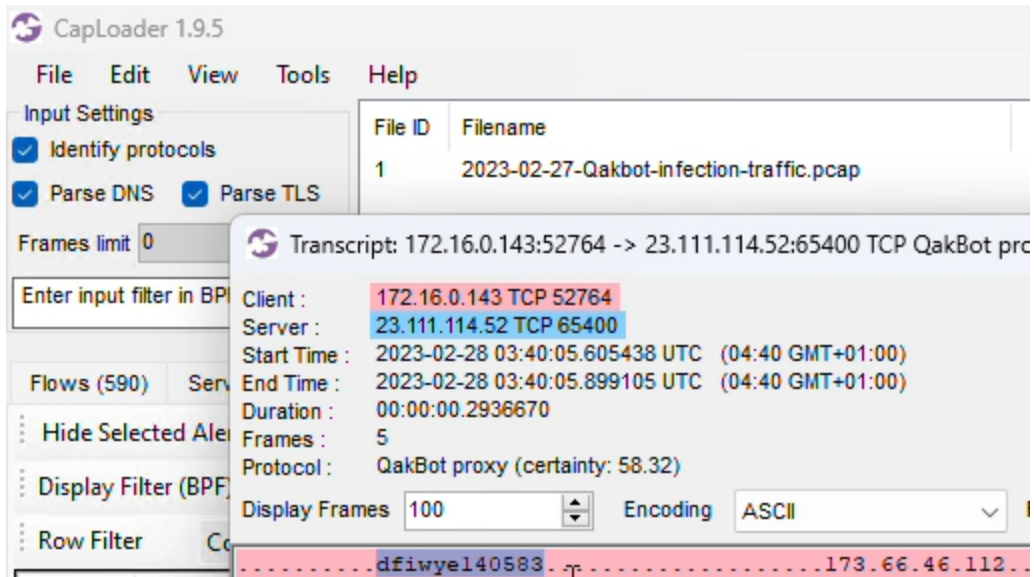 CapLoader 1.9.5
File Edit View Tools Help
Input Settings
Identify protocols
Parse DNS Parse TLS
Frames limit 0
File ID Filename
1 2023-02-27-Qakbot-infection-traffic.pcap
Enter input filter in BP
Transcript: 172.16.0.143:52764 -> 23.111.114.52:65400 TCP QakBot pro
Client : 172.16.0.143 TCP 52764
Server : 23.111.114.52 TCP 65400
Start Time : 2023-02-28 03:40:05.605438 UTC (04:40 GMT+01:00)
End Time : 2023-02-28 03:40:05.899105 UTC (04:40 GMT+01:00)
Duration : 00:00:00.2936670
Frames : 5
Protocol : QakBot proxy (certainty: 58.32)
Display Frames 100 Encoding ASCII
Flows (590) Serv
Hide Selected Ale
Display Filter (BPF)
Row Filter Co
..........dfiwye140583....................173.66.46.112..